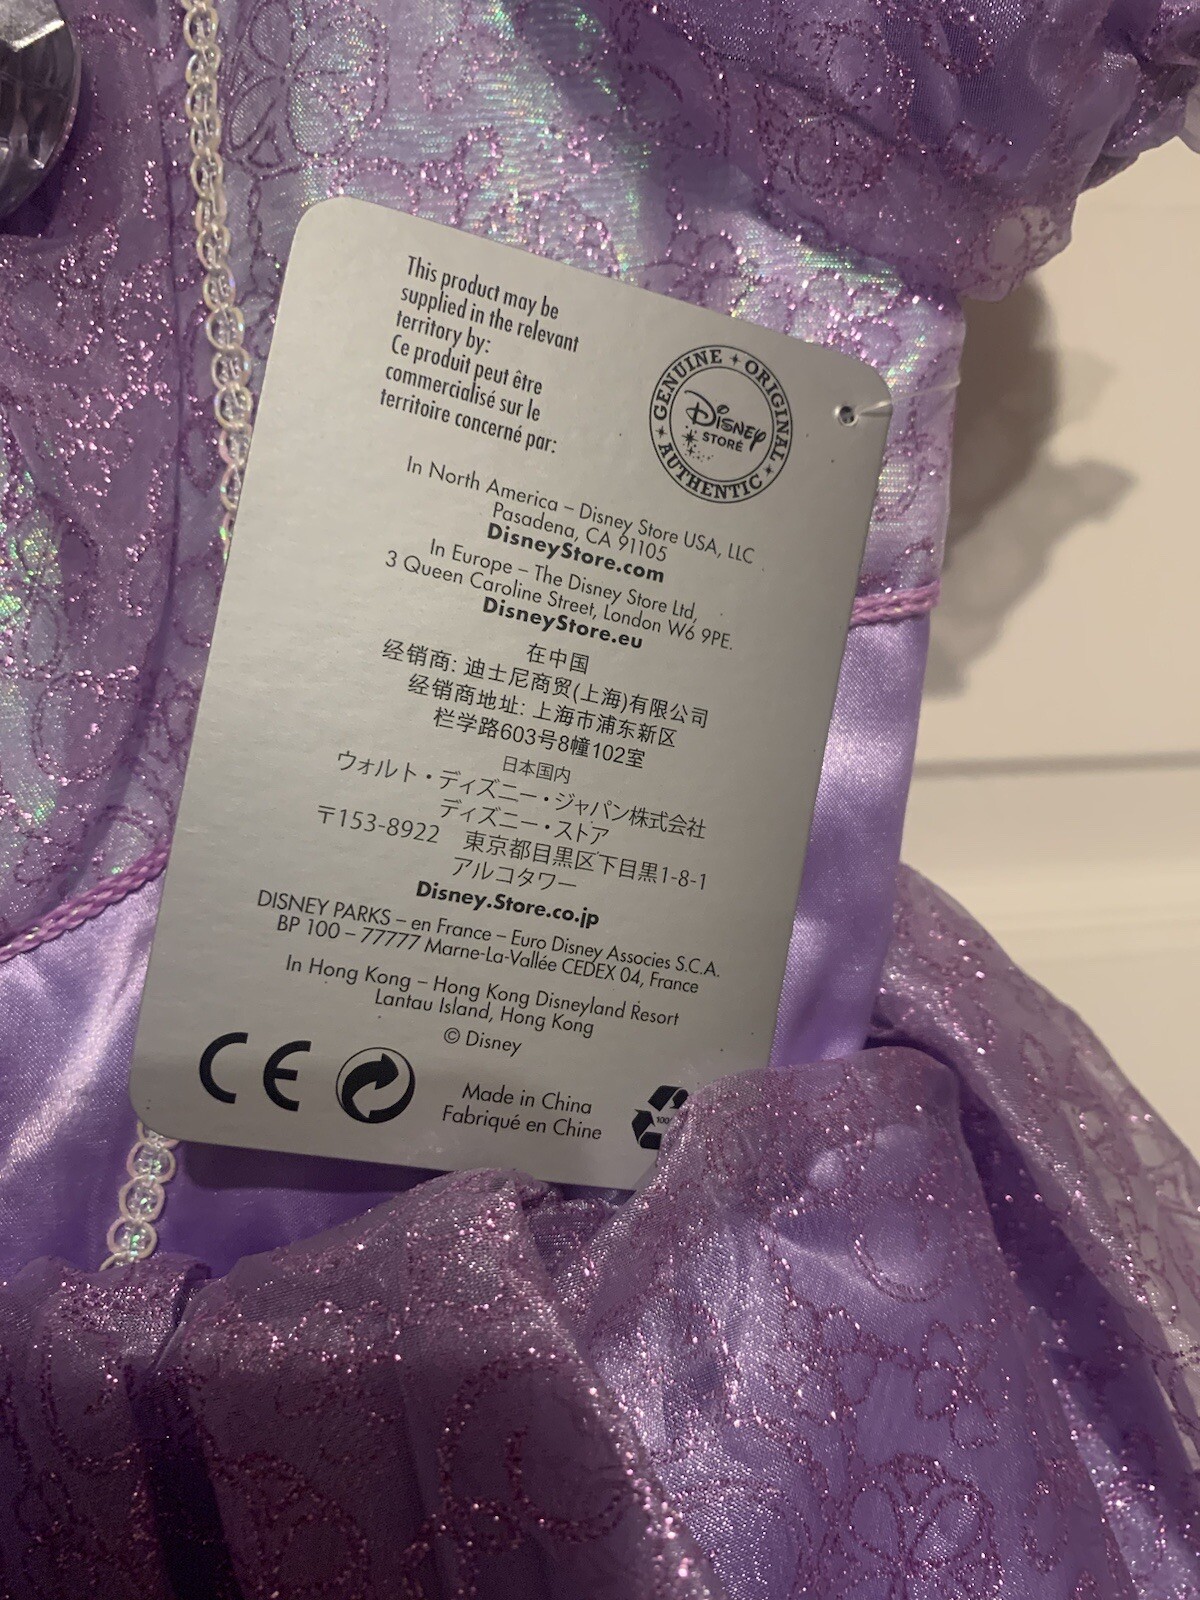 This product may be
supplied in the relevant
territory by:
Ce produit peut être
commercialisé sur le
territoire concerné par:
GENUINE ORIGINAL AUTHENTIC
Disney
STORE
In North America – Disney Store USA, LLC
Pasadena, CA 91105
DisneyStore.com
In Europe – The Disney Store Ltd,
3 Queen Caroline Street, London W6 9PE.
DisneyStore.eu
在中国
经销商: 迪士尼商贸(上海)有限公司
经销商地址: 上海市浦东新区
栏学路603号8幢102室
日本国内
ウォルト・ディズニー・ジャパン株式会社
ディズニー・ストア
〒153-8922 東京都目黒区下目黒1-8-1
アルコタワー
Disney.Store.co.jp
DISNEY PARKS – en France – Euro Disney Associes S.C.A.
BP 100 – 77777 Marne-La-Vallée CEDEX 04, France
In Hong Kong – Hong Kong Disneyland Resort
Lantau Island, Hong Kong
© Disney
CE
Made in China
Fabriqué en Chine